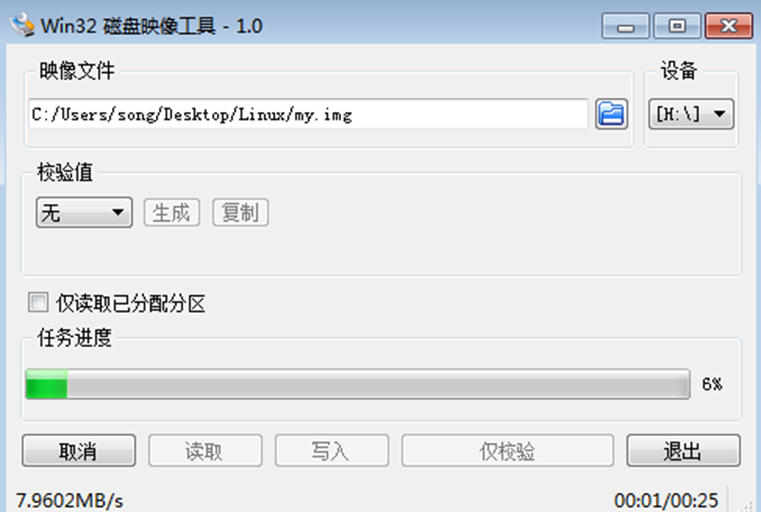 Win32 磁盘映像工具 - 1.0
映像文件
设备
C:/Users/song/Desktop/Linux/my.img
[H:\]
校验值
无
生成
复制
仅读取已分配分区
任务进度
6%
取消
读取
写入
仅校验
退出
7.9602MB/s
00:01/00:25